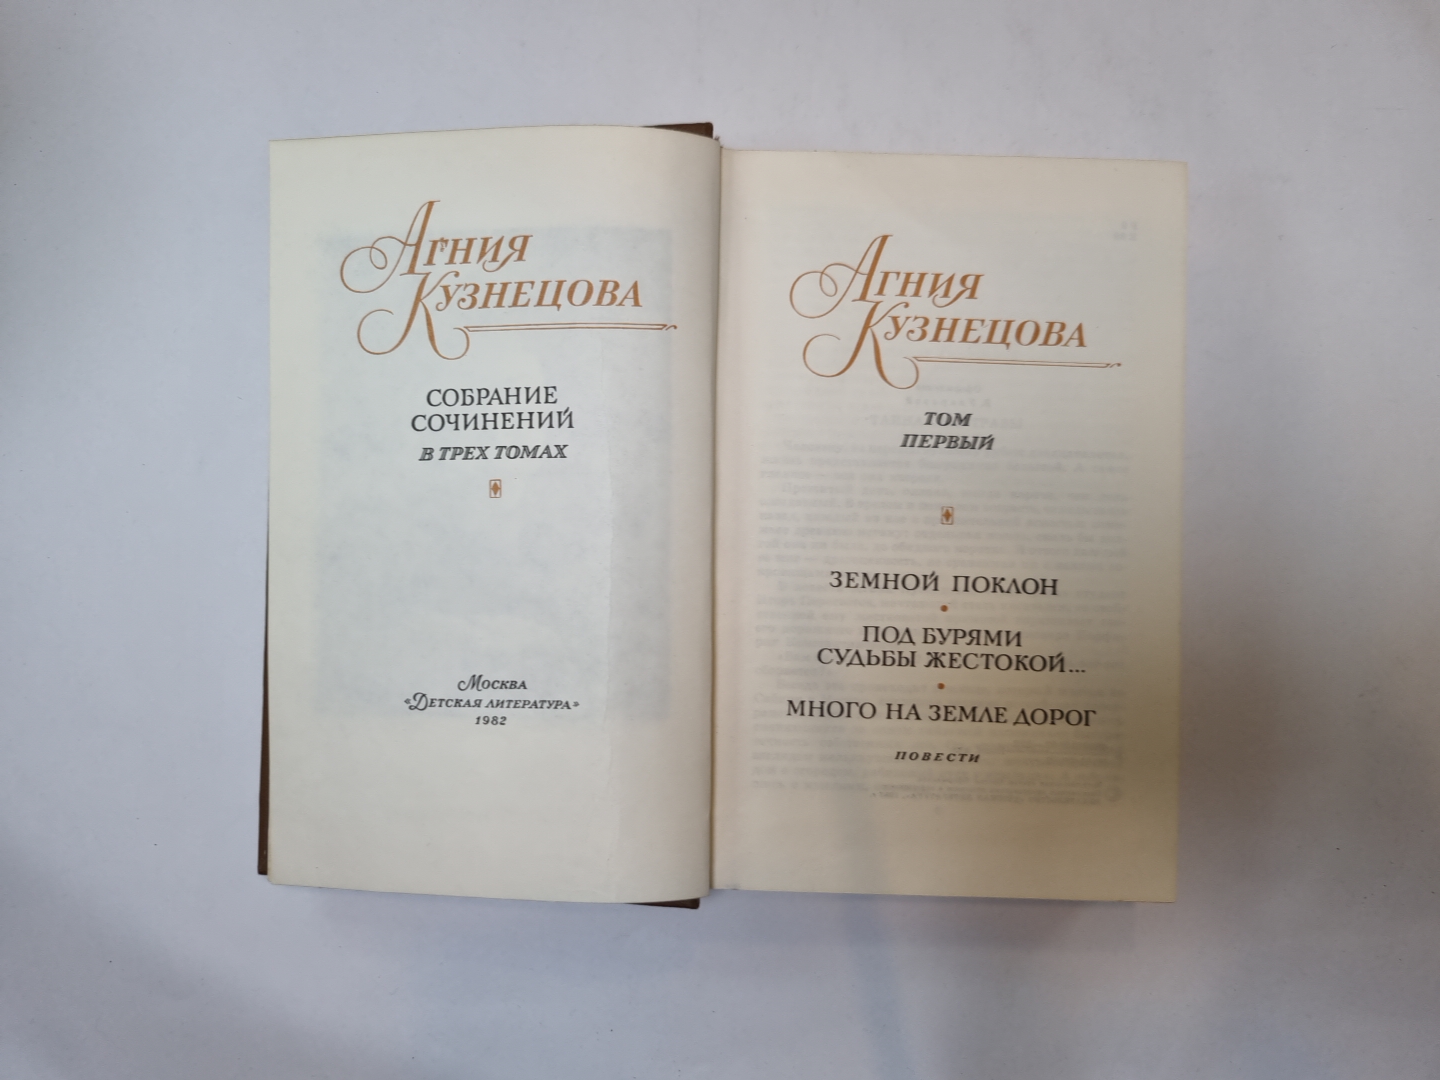 Агния
Кузнецова
СОБРАНИЕ
СОЧИНЕНИЙ
В ТРЕХ ТОМАХ
Москва
«Детская литература»
1982
Агния
Кузнецова
ТОМ
ПЕРВЫЙ
ЗЕМНОЙ ПОКЛОН
ПОД БУРЯМИ
СУДЬБЫ ЖЕСТОКОЙ...
МНОГО НА ЗЕМЛЕ ДОРОГ
ПОВЕСТИ